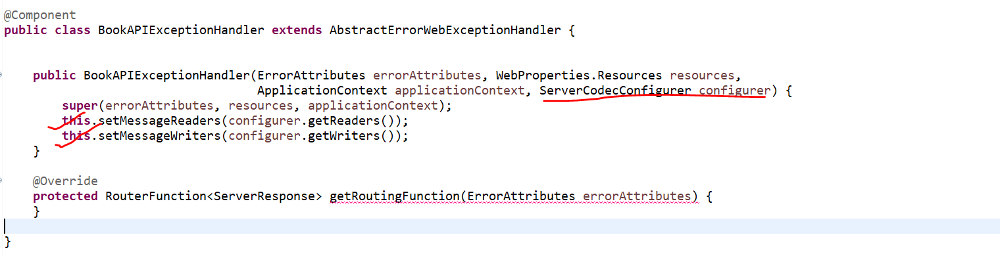 @Component
public class BookAPIExceptionHandler extends AbstractErrorWebExceptionHandler {
public BookAPIExceptionHandler(ErrorAttributes errorAttributes, WebProperties.Resources resources,
ApplicationContext applicationContext, ServerCodecConfigurer configurer) {
super(errorAttributes, resources, applicationContext);
this.setMessageReaders(configurer.getReaders());
this.setMessageWriters(configurer.getWriters());
}
@Override
protected RouterFunction<ServerResponse> getRoutingFunction(ErrorAttributes errorAttributes) {
}
}